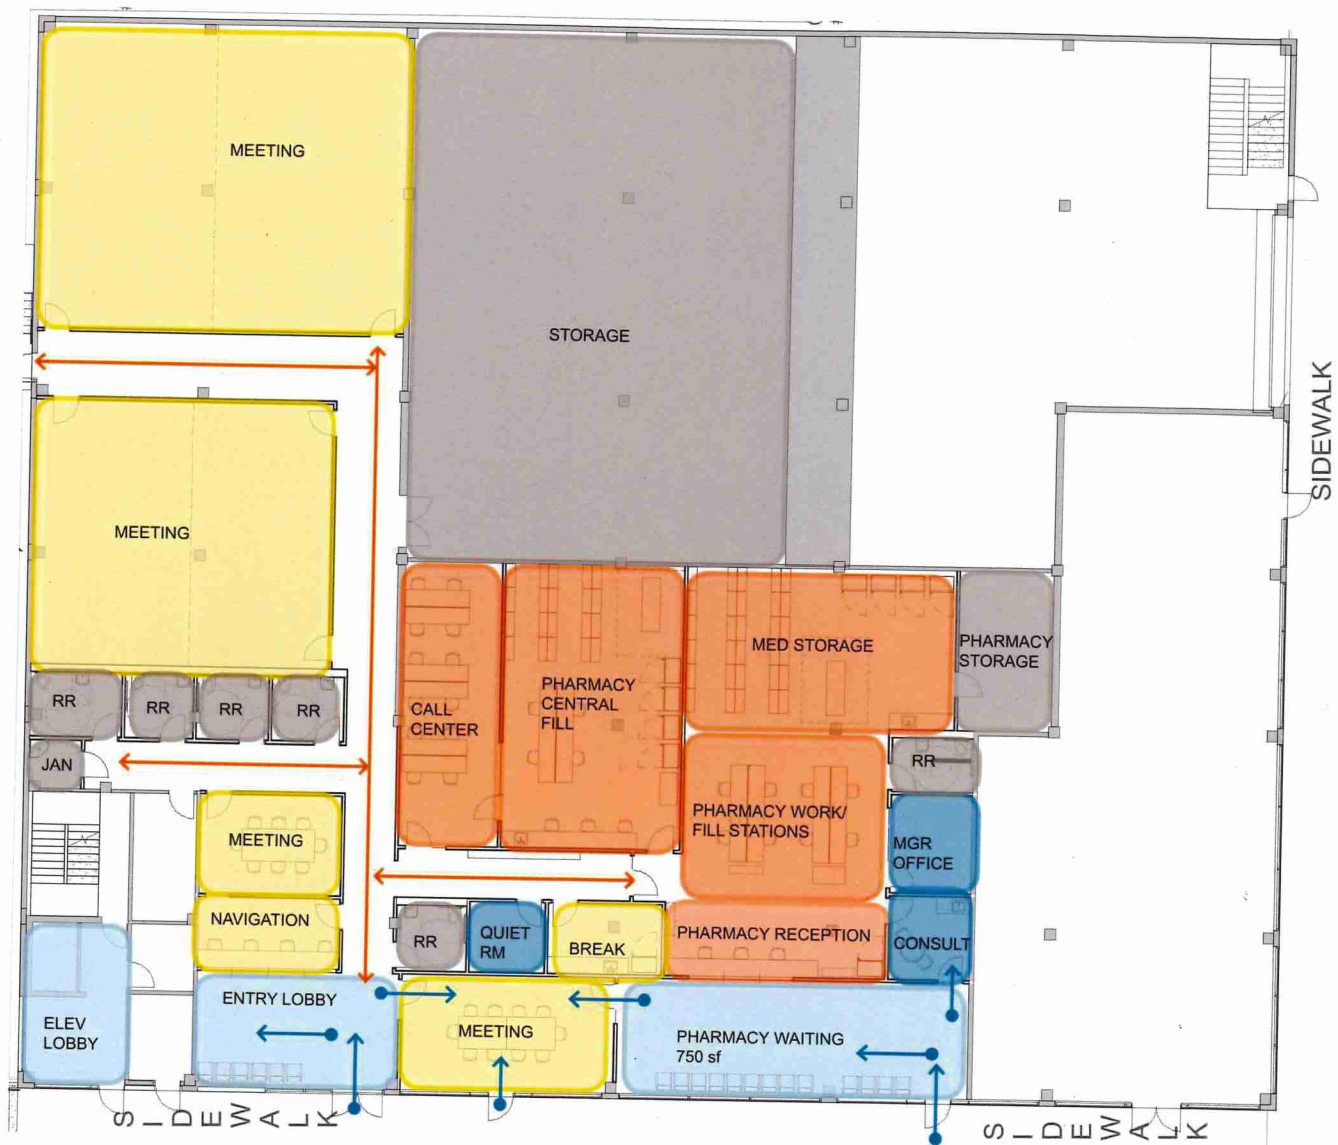 MEETING
STORAGE
SIDEWALK
MEETING
MED STORAGE
PHARMACY
STORAGE
PHARMACY
CENTRAL
FILL
CALL
CENTER
RR
RR
RR
RR
JAN
RR
PHARMACY WORK/
FILL STATIONS
MEETING
MGR
OFFICE
NAVIGATION
RR
QUIET
RM
BREAK
PHARMACY RECEPTION
CONSULT
ENTRY LOBBY
ELEV
LOBBY
MEETING
PHARMACY WAITING
750 sf
SIDEWALK
SIDEWALK